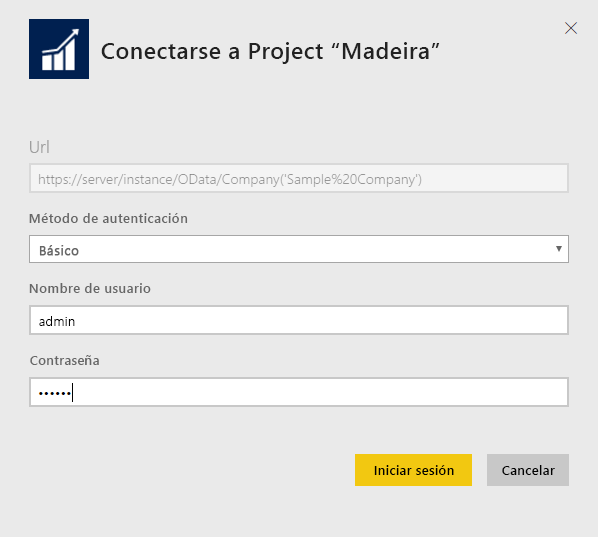 Conectarse a Project “Madeira”
Url
https://server/instance/OData/Company('Sample%20Company')
Método de autenticación
Básico
Nombre de usuario
admin
Contraseña
••••••
Iniciar sesión
Cancelar